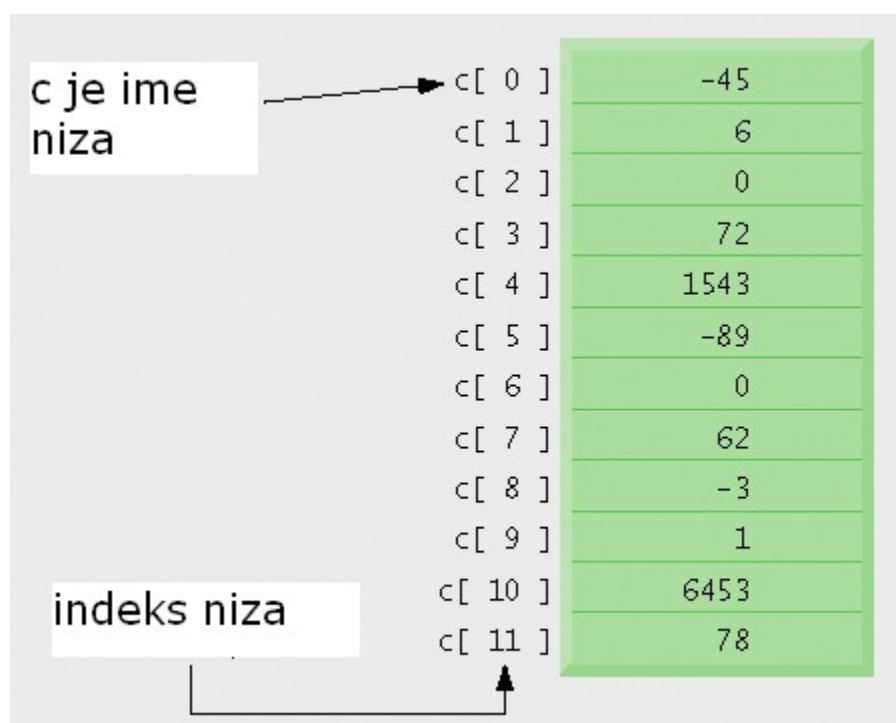 c je ime
niza
c[ 0 ] -45
c[ 1 ] 6
c[ 2 ] 0
c[ 3 ] 72
c[ 4 ] 1543
c[ 5 ] -89
c[ 6 ] 0
c[ 7 ] 62
c[ 8 ] -3
c[ 9 ] 1
c[ 10 ] 6453
c[ 11 ] 78
indeks niza